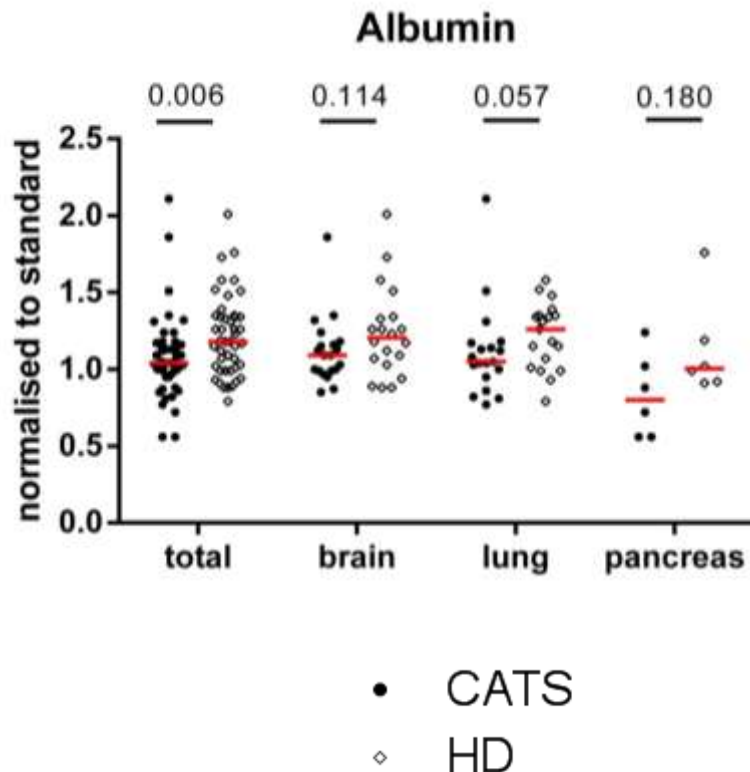 Albumin
0.006 0.114 0.057 0.180
normalised to standard
2.5
2.0
1.5
1.0
0.5
0.0
total brain lung pancreas
CATS
HD